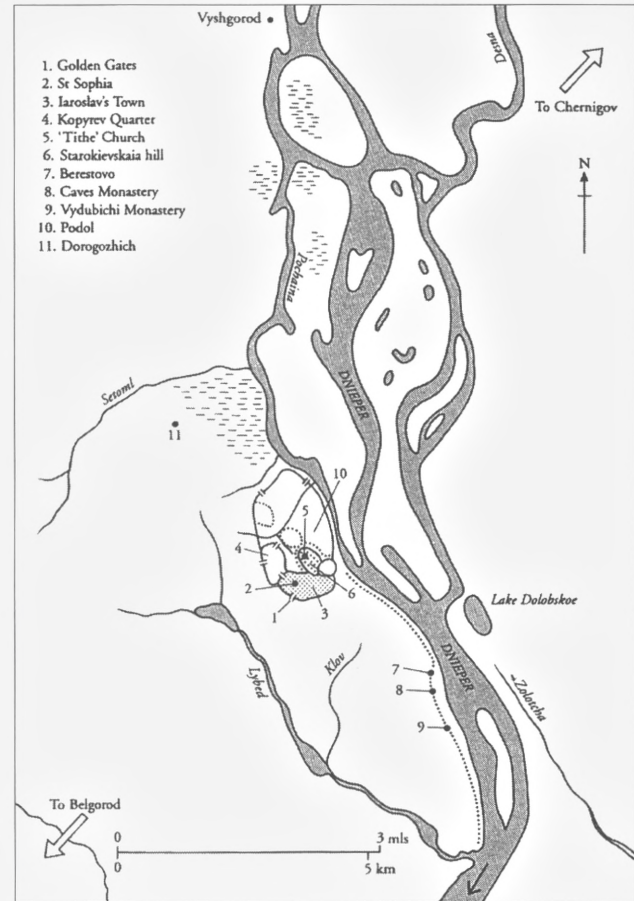 Vyshgorod
Desna
1. Golden Gates
2. St Sophia
3. Iaroslav's Town
4. Kopyrev Quarter
5. 'Tithe' Church
6. Starokievskaia hill
7. Berestovo
8. Caves Monastery
9. Vydubichi Monastery
10. Podol
11. Dorogozhich
To Chernigov
N
Pochaina
DNIEPER
Setoml
11
10
5
4
2
6
1
3
Lake Dolobskoe
Klov
Lybed
DNIEPER
7
8
9
Zolotcha
To Belgorod
0
3 mls
0
5 km